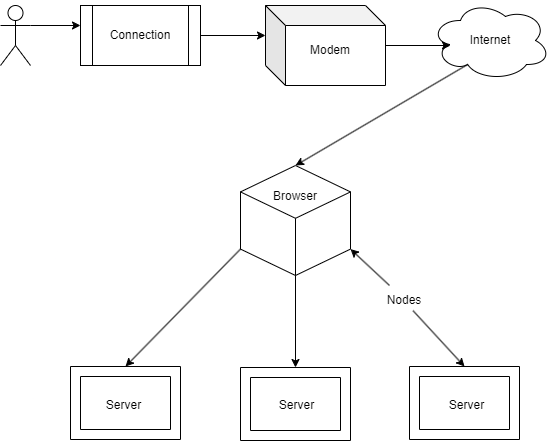 Connection
Modem
Internet
Browser
Nodes
Server
Server
Server